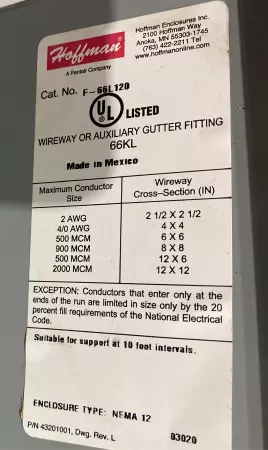 Hoffman
A Pentair Company
Hoffman Enclosures Inc.
2100 Hoffman Way
Anoka, MN 55303-1745
(763) 422-2211 Tel
www.hoffmanonline.com
Cat. No. F-66L120
UL LISTED
WIREWAY OR AUXILIARY GUTTER FITTING
66KL
Made in Mexico
Maximum Conductor Size | Wireway Cross-Section (IN)
2 AWG | 2 1/2 X 2 1/2
4/0 AWG | 4 X 4
500 MCM | 6 X 6
900 MCM | 8 X 8
500 MCM | 12 X 6
2000 MCM | 12 X 12
EXCEPTION: Conductors that enter only at the
ends of the run are limited in size only by the 20
percent fill requirements of the National Electrical
Code.
Suitable for support at 10 foot intervals.
ENCLOSURE TYPE: NEMA 12
P/N 43201001, Dwg. Rev. L 03020